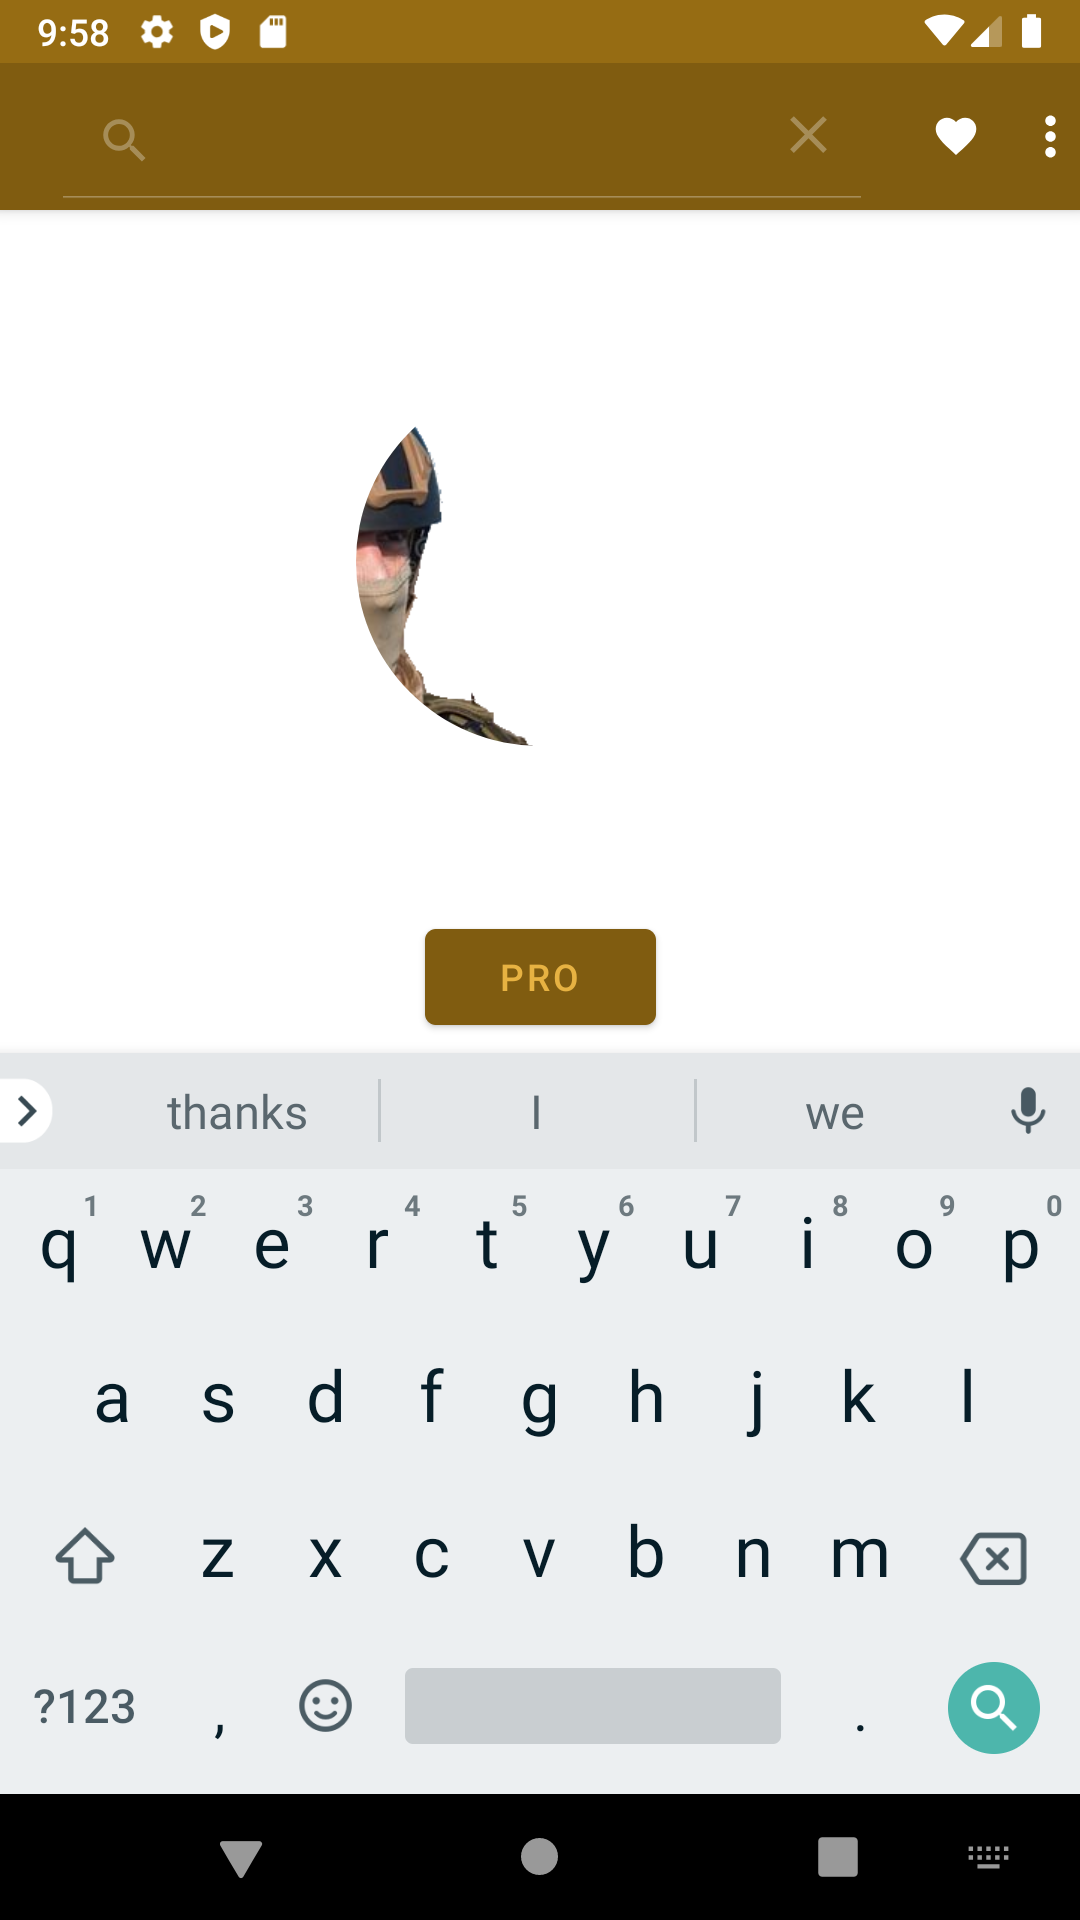 9:58
PRO
thanks
I
we
1 2 3 4 5 6 7 8 9 0
q w e r t y u i o p
a s d f g h j k l
z x c v b n m
?123 , .